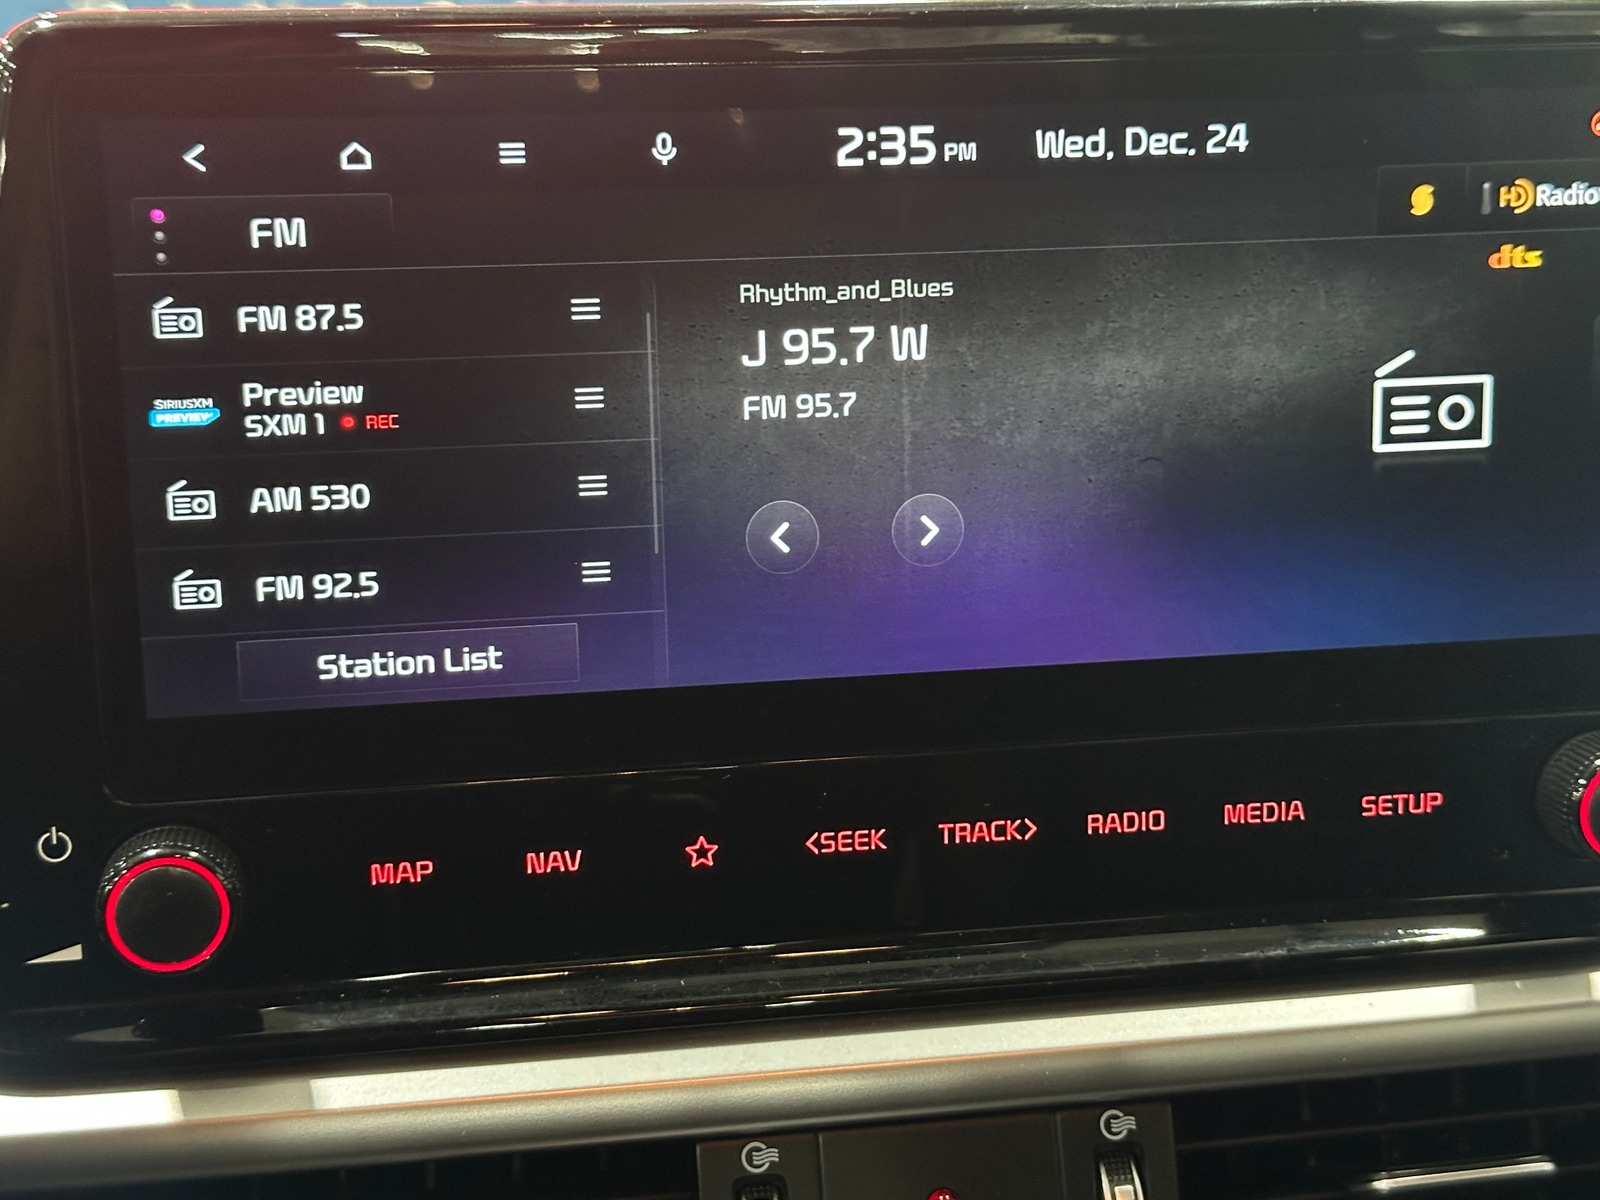 2:35 PM Wed, Dec. 24
HD Radio
dts
FM
FM 87.5
SIRIUSXM
PREVIEW
Preview
SXM 1 REC
AM 530
FM 92.5
Station List
Rhythm_and_Blues
J 95.7 W
FM 95.7
MAP NAV <SEEK TRACK> RADIO MEDIA SETUP